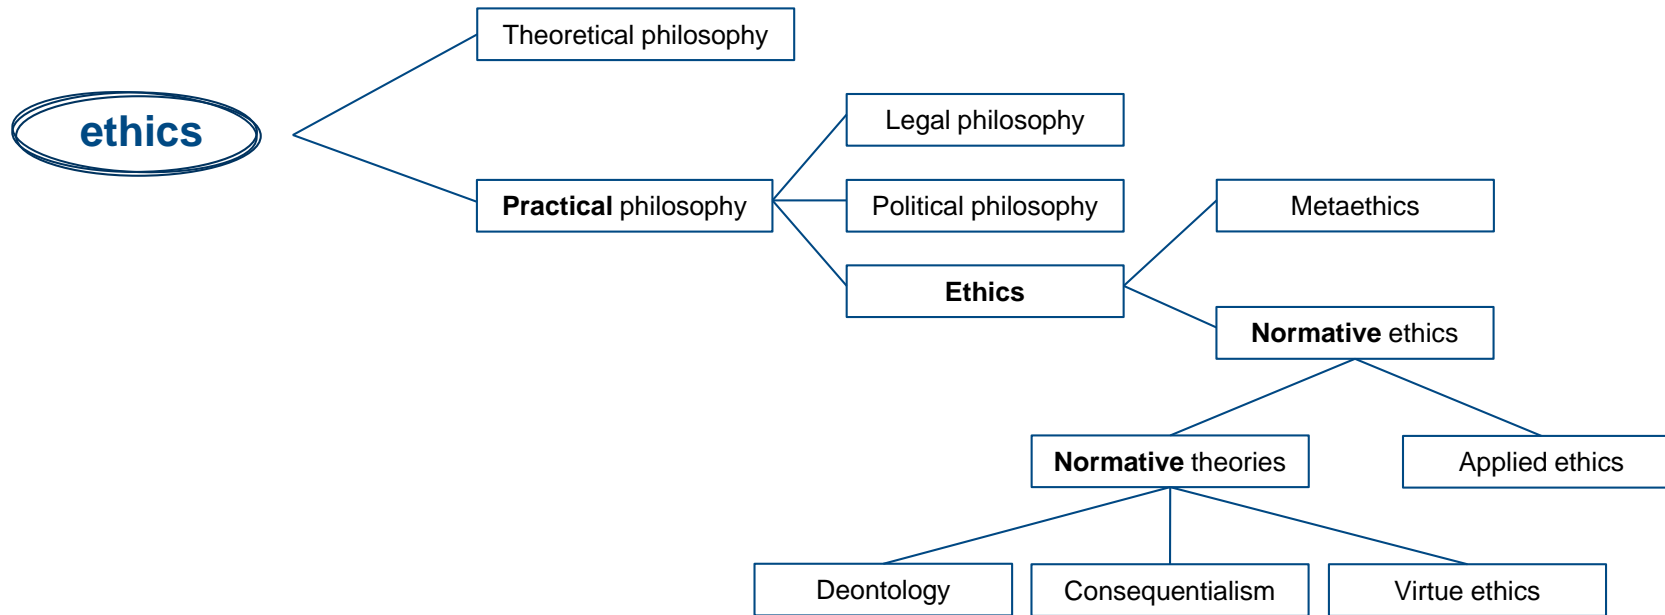 Theoretical philosophy
ethics
Legal philosophy
Practical philosophy
Political philosophy
Metaethics
Ethics
Normative ethics
Normative theories
Applied ethics
Deontology
Consequentialism
Virtue ethics